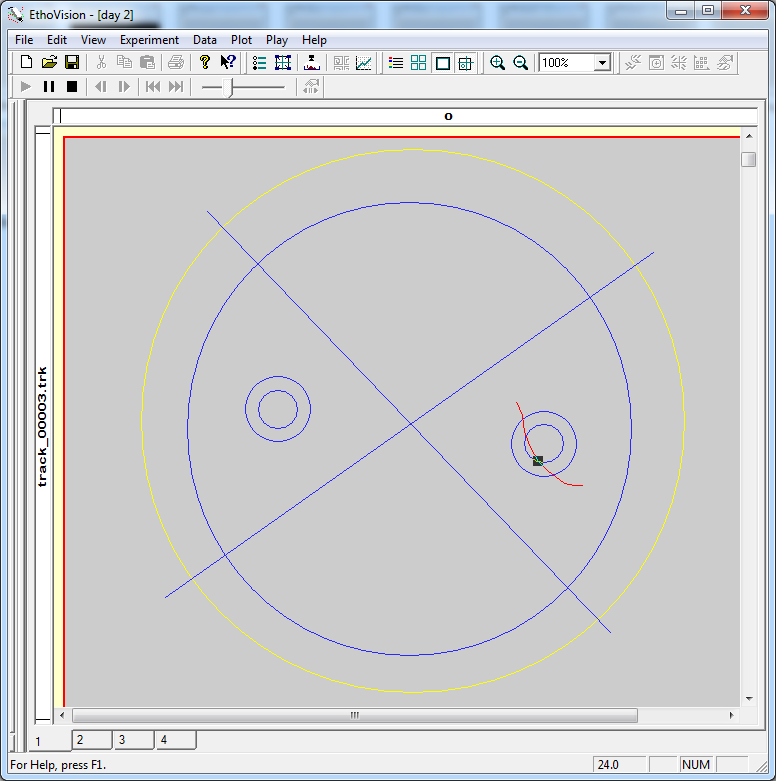 EthoVision - [day 2]
File Edit View Experiment Data Plot Play Help
100%
o
track_00003.trk
1 2 3 4
For Help, press F1.
24.0
NUM